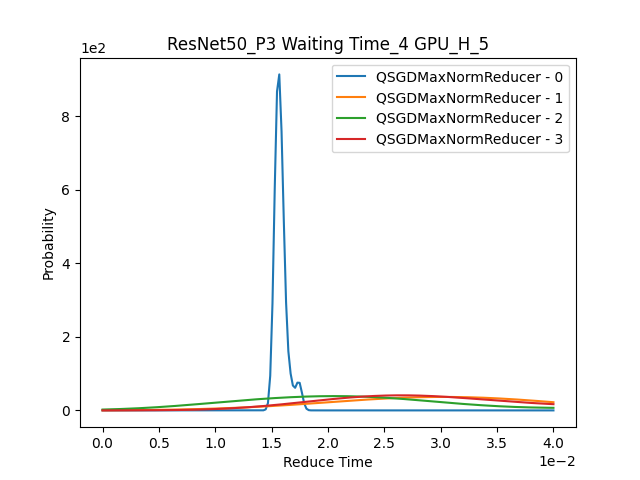 ResNet50_P3 Waiting Time_4 GPU_H_5
1e2
QSGDMaxNormReducer - 0
QSGDMaxNormReducer - 1
QSGDMaxNormReducer - 2
QSGDMaxNormReducer - 3
8
6
4
2
0
Probability
0.0 0.5 1.0 1.5 2.0 2.5 3.0 3.5 4.0
Reduce Time
1e−2